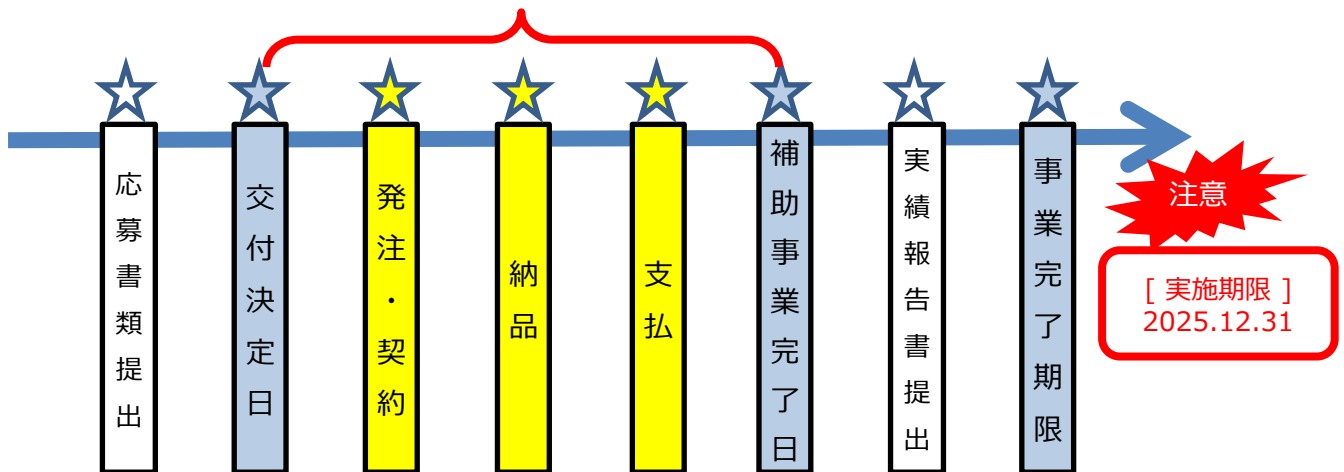 応募書類提出
交付決定日
発注・契約
納品
支払
補助事業完了日
実績報告書提出
事業完了期限
注意
[ 実施期限 ]
2025.12.31